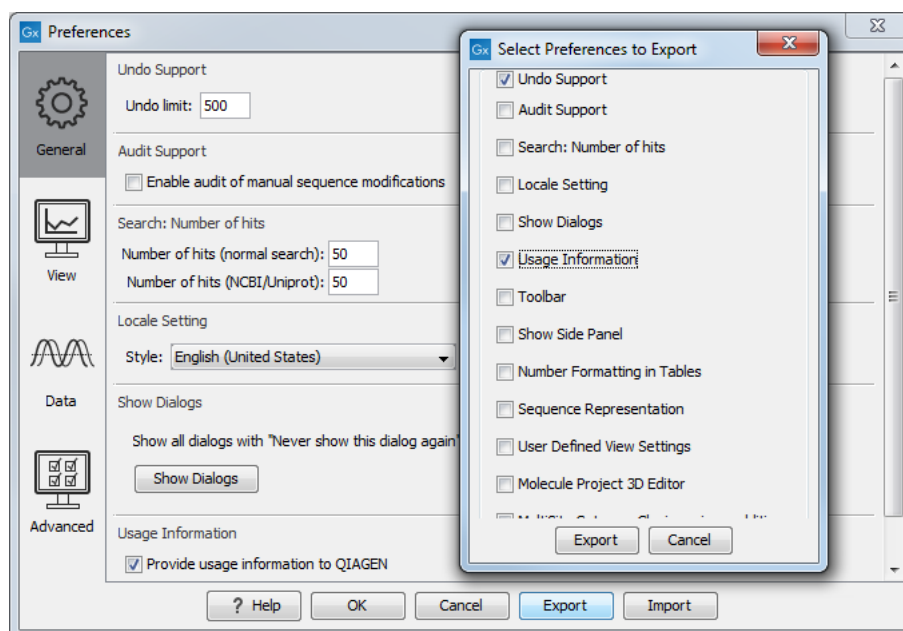 Gx Preferences
General
View
Data
Advanced
Undo Support
Undo limit: 500
Audit Support
Enable audit of manual sequence modifications
Search: Number of hits
Number of hits (normal search): 50
Number of hits (NCBI/Uniprot): 50
Locale Setting
Style: English (United States)
Show Dialogs
Show all dialogs with "Never show this dialog again"
Show Dialogs
Usage Information
Provide usage information to QIAGEN
? Help OK Cancel Export Import
Gx Select Preferences to Export
Undo Support
Audit Support
Search: Number of hits
Locale Setting
Show Dialogs
Usage Information
Toolbar
Show Side Panel
Number Formatting in Tables
Sequence Representation
User Defined View Settings
Molecule Project 3D Editor
Export Cancel